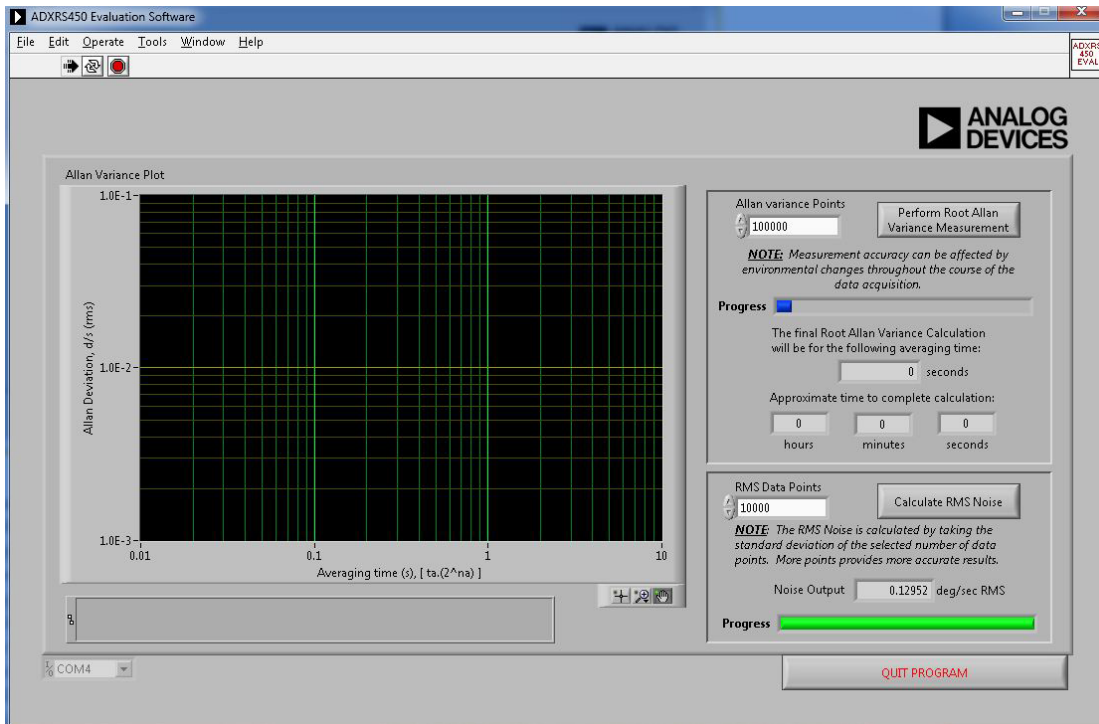 ADXRS450 Evaluation Software
File Edit Operate Tools Window Help
ADXRS
450
EVAL
ANALOG
DEVICES
Allan Variance Plot
1.0E-1
1.0E-2
1.0E-3
Allan Deviation, d/s (rms)
0.01 0.1 1 10
Averaging time (s), [ ta.(2^na) ]
Allan variance Points
100000
Perform Root Allan
Variance Measurement
NOTE: Measurement accuracy can be affected by
environmental changes throughout the course of the
data acquisition.
Progress
The final Root Allan Variance Calculation
will be for the following averaging time:
0 seconds
Approximate time to complete calculation:
0 0 0
hours minutes seconds
RMS Data Points
10000
Calculate RMS Noise
NOTE: The RMS Noise is calculated by taking the
standard deviation of the selected number of data
points. More points provides more accurate results.
Noise Output 0.12952 deg/sec RMS
Progress
COM4
QUIT PROGRAM